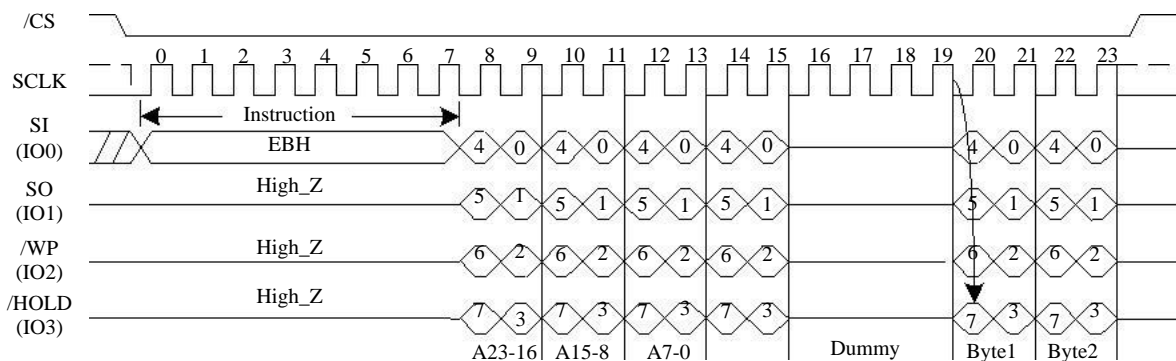 /CS
0 1 2 3 4 5 6 7 8 9 10 11 12 13 14 15 16 17 18 19 20 21 22 23
SCLK
Instruction
SI
(IO0)
EBH
4 0 4 0 4 0 4 0 4 0 4 0
SO
(IO1)
High_Z
5 1 5 1 5 1 5 1 5 1 5 1
/WP
(IO2)
High_Z
6 2 6 2 6 2 6 2 6 2 6 2
/HOLD
(IO3)
High_Z
7 3 7 3 7 3 7 3 7 3 7 3
A23-16 A15-8 A7-0 Dummy Byte1 Byte2